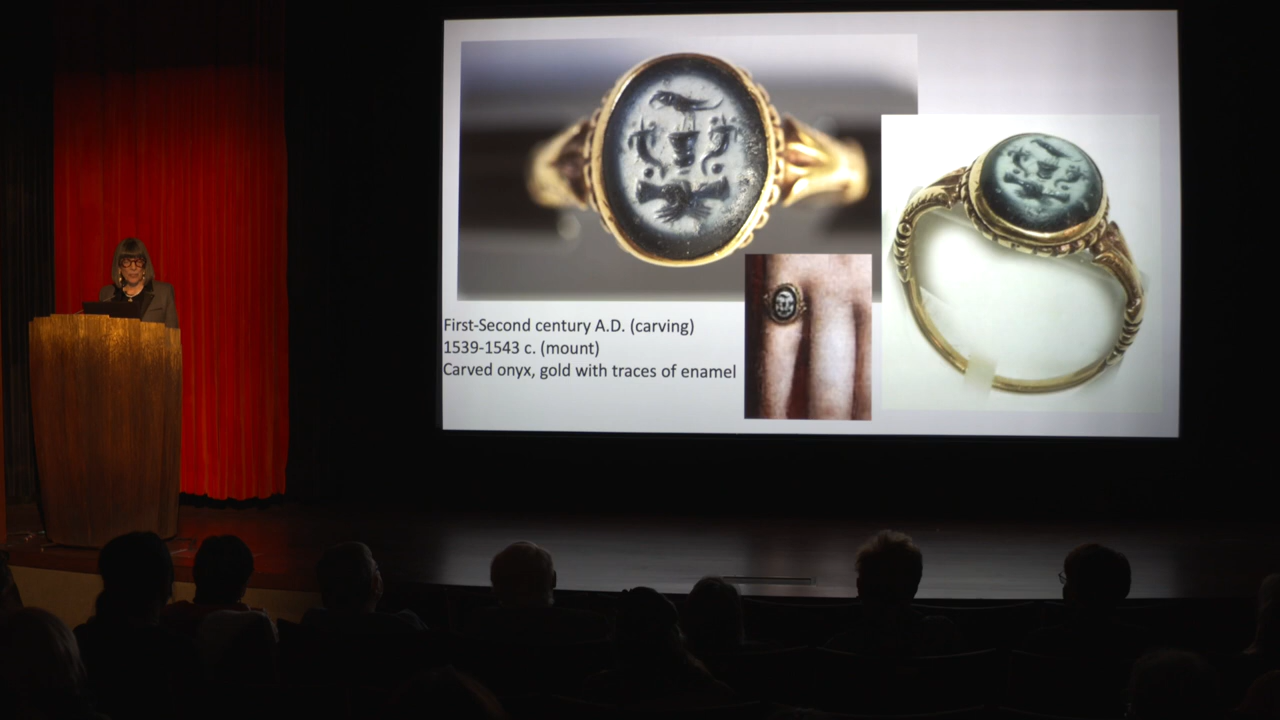 First-Second century A.D. (carving)
1539-1543 c. (mount)
Carved onyx, gold with traces of enamel